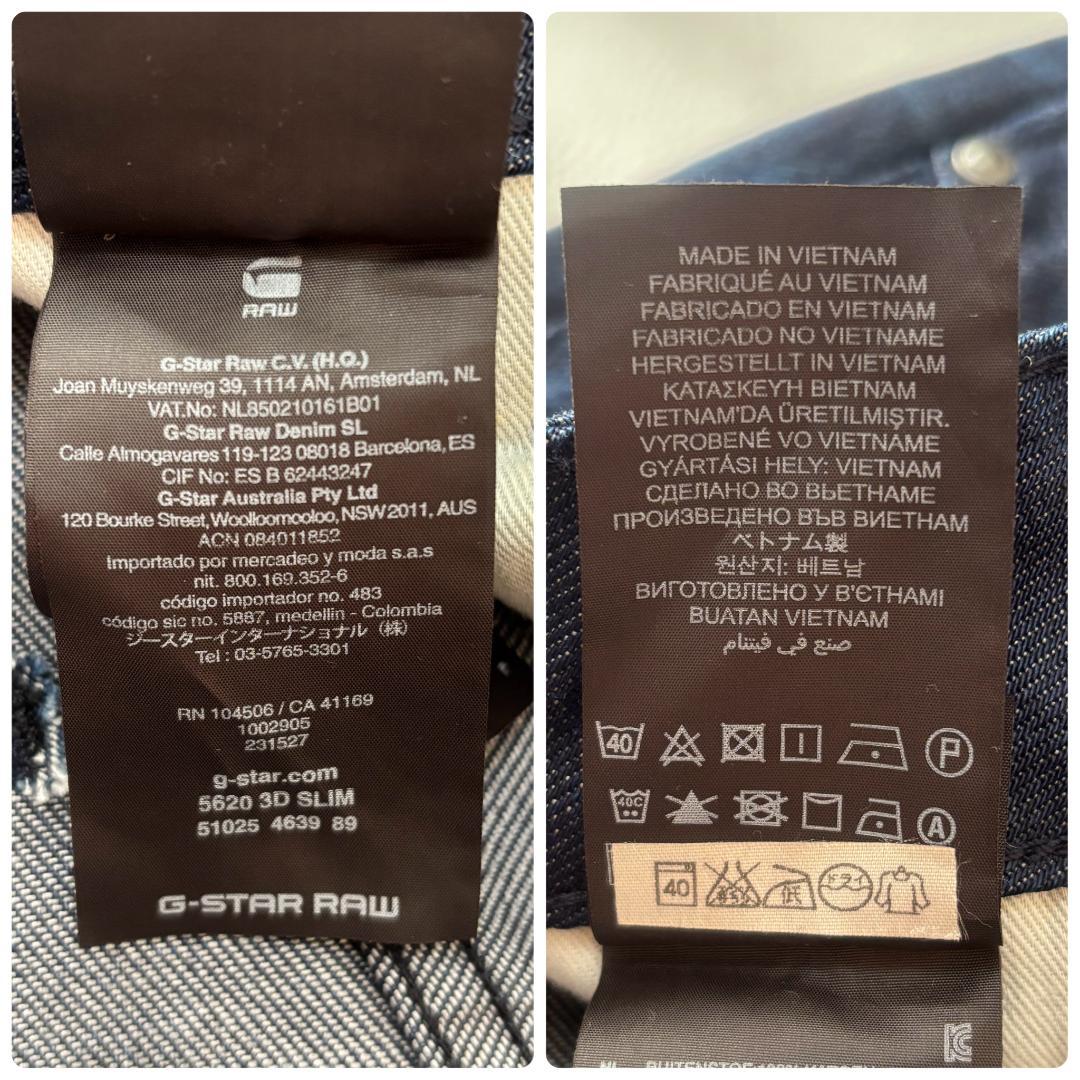 RAW
G-Star Raw C.V. (H.Q.)
Joan Muyskenweg 39, 1114 AN, Amsterdam, NL
VAT.No: NL850210161B01
G-Star Raw Denim SL
Calle Almogavares 119-123 08018 Barcelona, ES
CIF No: ES B 62443247
G-Star Australia Pty Ltd
120 Bourke Street, Woolloomooloo, NSW 2011, AUS
ACN 084011852
Importado por mercadeo y moda s.a.s
nit. 800.169.352-6
código importador no. 483
código sic no. 5887, medellin - Colombia
ジースターインターナショナル（株）
Tel : 03-5765-3301
RN 104506 / CA 41169
1002905
231527
g-star.com
5620 3D SLIM
51025 4639 89
G-STAR RAW
MADE IN VIETNAM
FABRIQUÉ AU VIETNAM
FABRICADO EN VIETNAM
FABRICADO NO VIETNAME
HERGESTELLT IN VIETNAM
ΚΑΤΑΣΚΕΥΉ ΒΙΕΤΝΆΜ
VIETNAM'DA ÜRETILMIŞTIR.
VYROBENÉ VO VIETNAME
GYÁRTÁSI HELY: VIETNAM
СДЕЛАНО ВО ВЬЕТНАМЕ
ПРОИЗВЕДЕНО ВЪВ ВИЕТНАМ
ベトナム製
원산지: 베트남
ВИГОТОВЛЕНО У В'ЄТНАМІ
BUATAN VIETNAM
صنع في فيتنام
40 P
40C A
40 低 ドライ
NL BUITENSTOF: 100% KATOEN